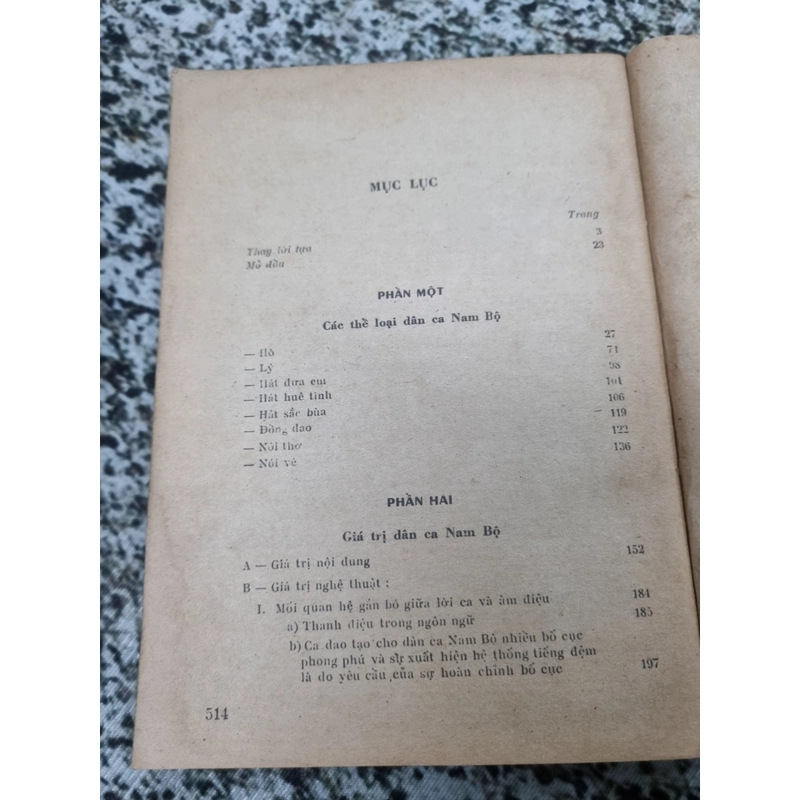 MỤC LỤC
Trang
Thay lời tựa 3
Mở đầu 23
PHẦN MỘT
Các thể loại dân ca Nam Bộ
— Hò 27
— Lý 71
— Hát đưa em 98
— Hát huê tình 101
— Hát sắc bùa 106
— Đồng dao 119
— Nói thơ 122
— Nói vè 136
PHẦN HAI
Giá trị dân ca Nam Bộ
A — Giá trị nội dung 152
B — Giá trị nghệ thuật :
I. Mối quan hệ gắn bó giữa lời ca và âm điệu 184
a) Thanh điệu trong ngôn ngữ 185
b) Ca dao tạo cho dân ca Nam Bộ nhiều bố cục
phong phú và sự xuất hiện hệ thống tiếng đệm
là do yêu cầu của sự hoàn chỉnh bố cục 197
514